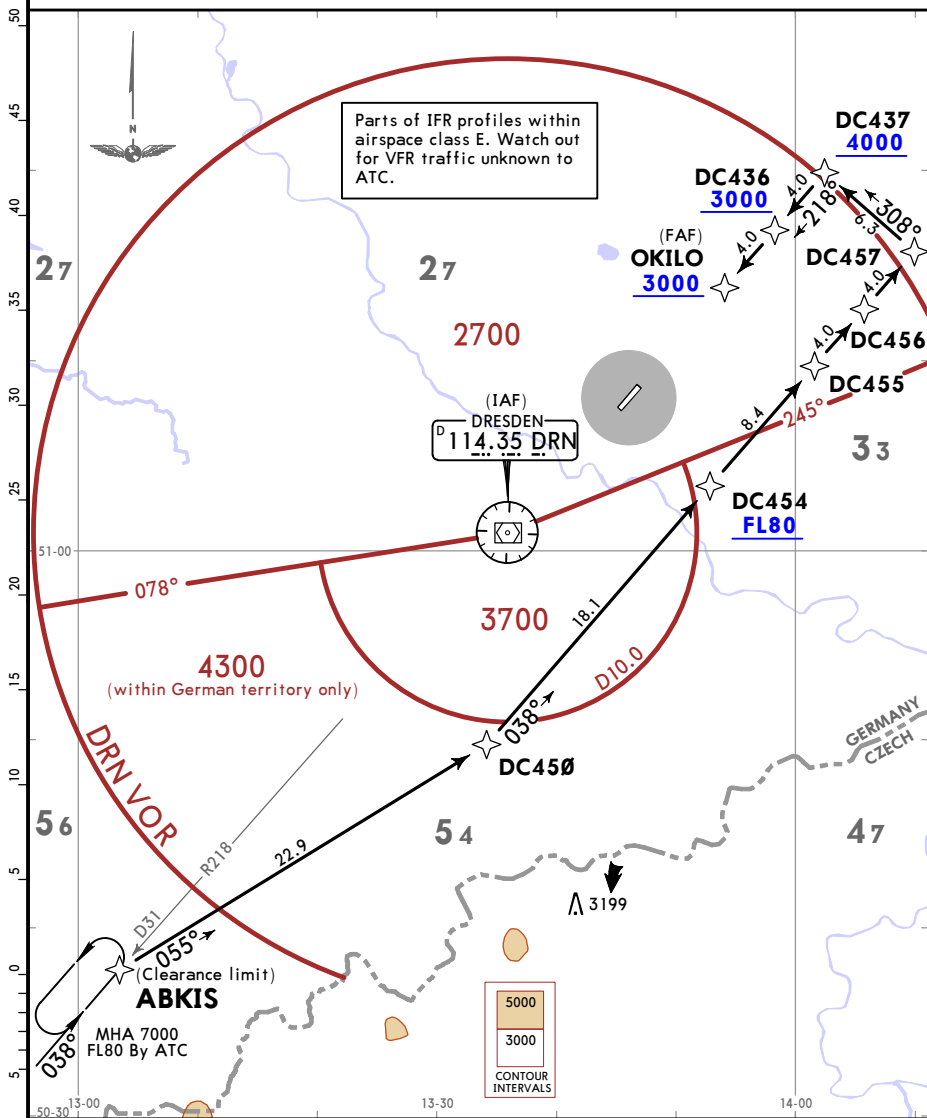 50
45
40
35
30
25
20
15
10
5
0
5
N
Parts of IFR profiles within
airspace class E. Watch out
for VFR traffic unknown to
ATC.
DC437
4000
DC436
3000
4.0
218°
308°
6.3
(FAF)
OKILO
3000
4.0
DC457
4.0
27
27
2700
DC456
4.0
DC455
(IAF)
DRESDEN
D 114.35 DRN
245°
8.4
33
DC454
FL80
51-00
078°
18.1
3700
4300
(within German territory only)
D10.0
038°
GERMANY
CZECH
DC45Ø
DRN VOR
56
54
47
R218
22.9
3199
D31
055°
(Clearance limit)
ABKIS
MHA 7000
FL80 By ATC
038°
5000
3000
CONTOUR
INTERVALS
50-30
13-00
13-30
14-00